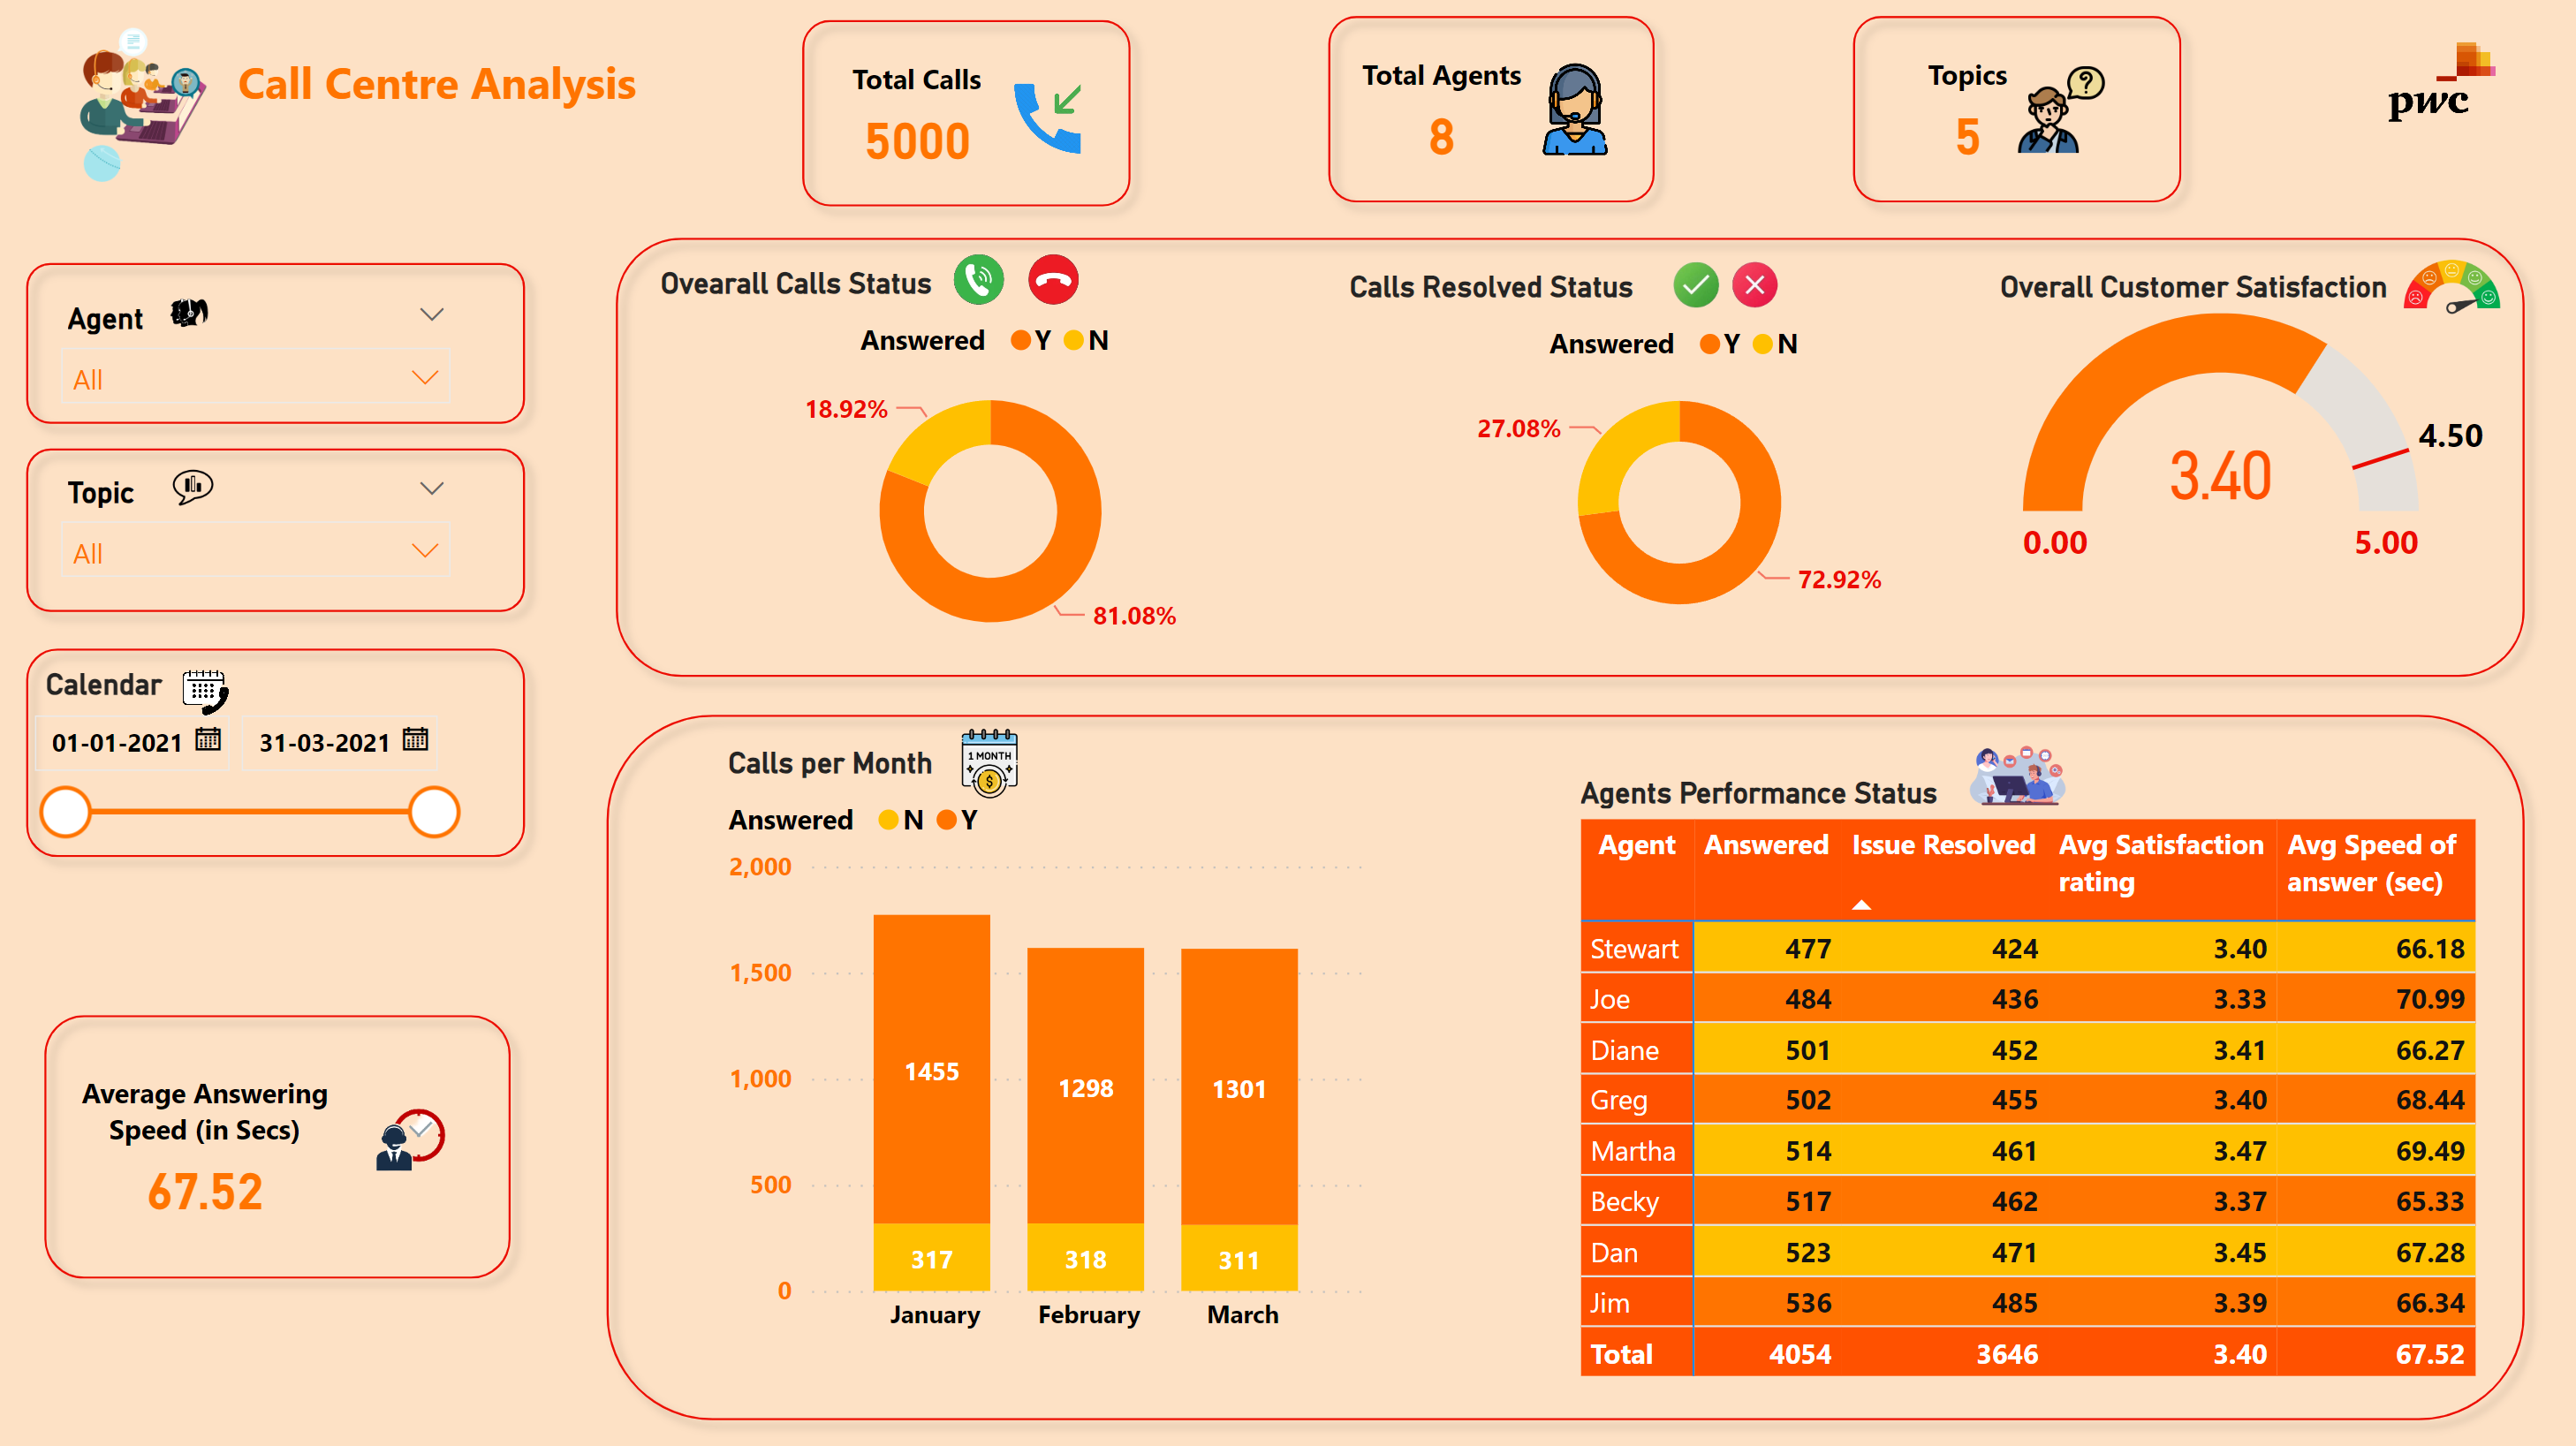 Call Centre Analysis
Total Calls
5000
Total Agents
8
Topics
5
?
pwc
Agent
All
Topic
All
Calendar
01-01-2021
31-03-2021
Average Answering
Speed (in Secs)
67.52
Ovearall Calls Status
Answered Y N
18.92%
81.08%
Calls Resolved Status
Answered Y N
27.08%
72.92%
Overall Customer Satisfaction
4.50
3.40
0.00
5.00
Calls per Month
1 MONTH
$
Answered N Y
2,000
1,500
1,000
500
0
1455
1298
1301
317
318
311
January February March
Agents Performance Status
Agent Answered Issue Resolved Avg Satisfaction Avg Speed of
rating answer (sec)
Stewart 477 424 3.40 66.18
Joe 484 436 3.33 70.99
Diane 501 452 3.41 66.27
Greg 502 455 3.40 68.44
Martha 514 461 3.47 69.49
Becky 517 462 3.37 65.33
Dan 523 471 3.45 67.28
Jim 536 485 3.39 66.34
Total 4054 3646 3.40 67.52